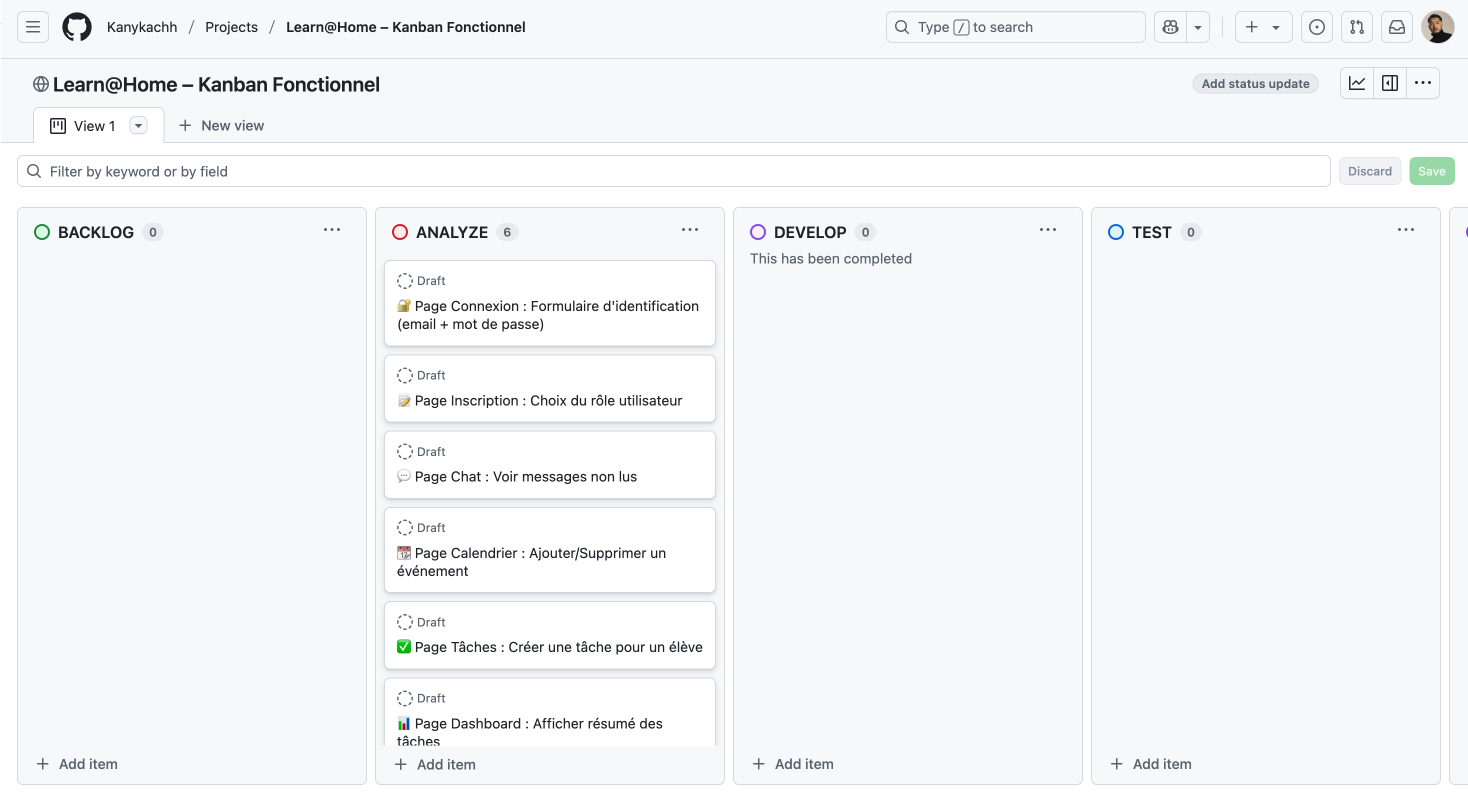 Kanykachh / Projects / Learn@Home – Kanban Fonctionnel
Type / to search
Learn@Home – Kanban Fonctionnel
Add status update
View 1
New view
Filter by keyword or by field
Discard
Save
BACKLOG 0
Add item
ANALYZE 6
Draft
🔐 Page Connexion : Formulaire d'identification
(email + mot de passe)
Draft
📝 Page Inscription : Choix du rôle utilisateur
Draft
💬 Page Chat : Voir messages non lus
Draft
📆 Page Calendrier : Ajouter/Supprimer un
événement
Draft
✅ Page Tâches : Créer une tâche pour un élève
Draft
📊 Page Dashboard : Afficher résumé des
tâches
Add item
DEVELOP 0
This has been completed
Add item
TEST 0
Add item